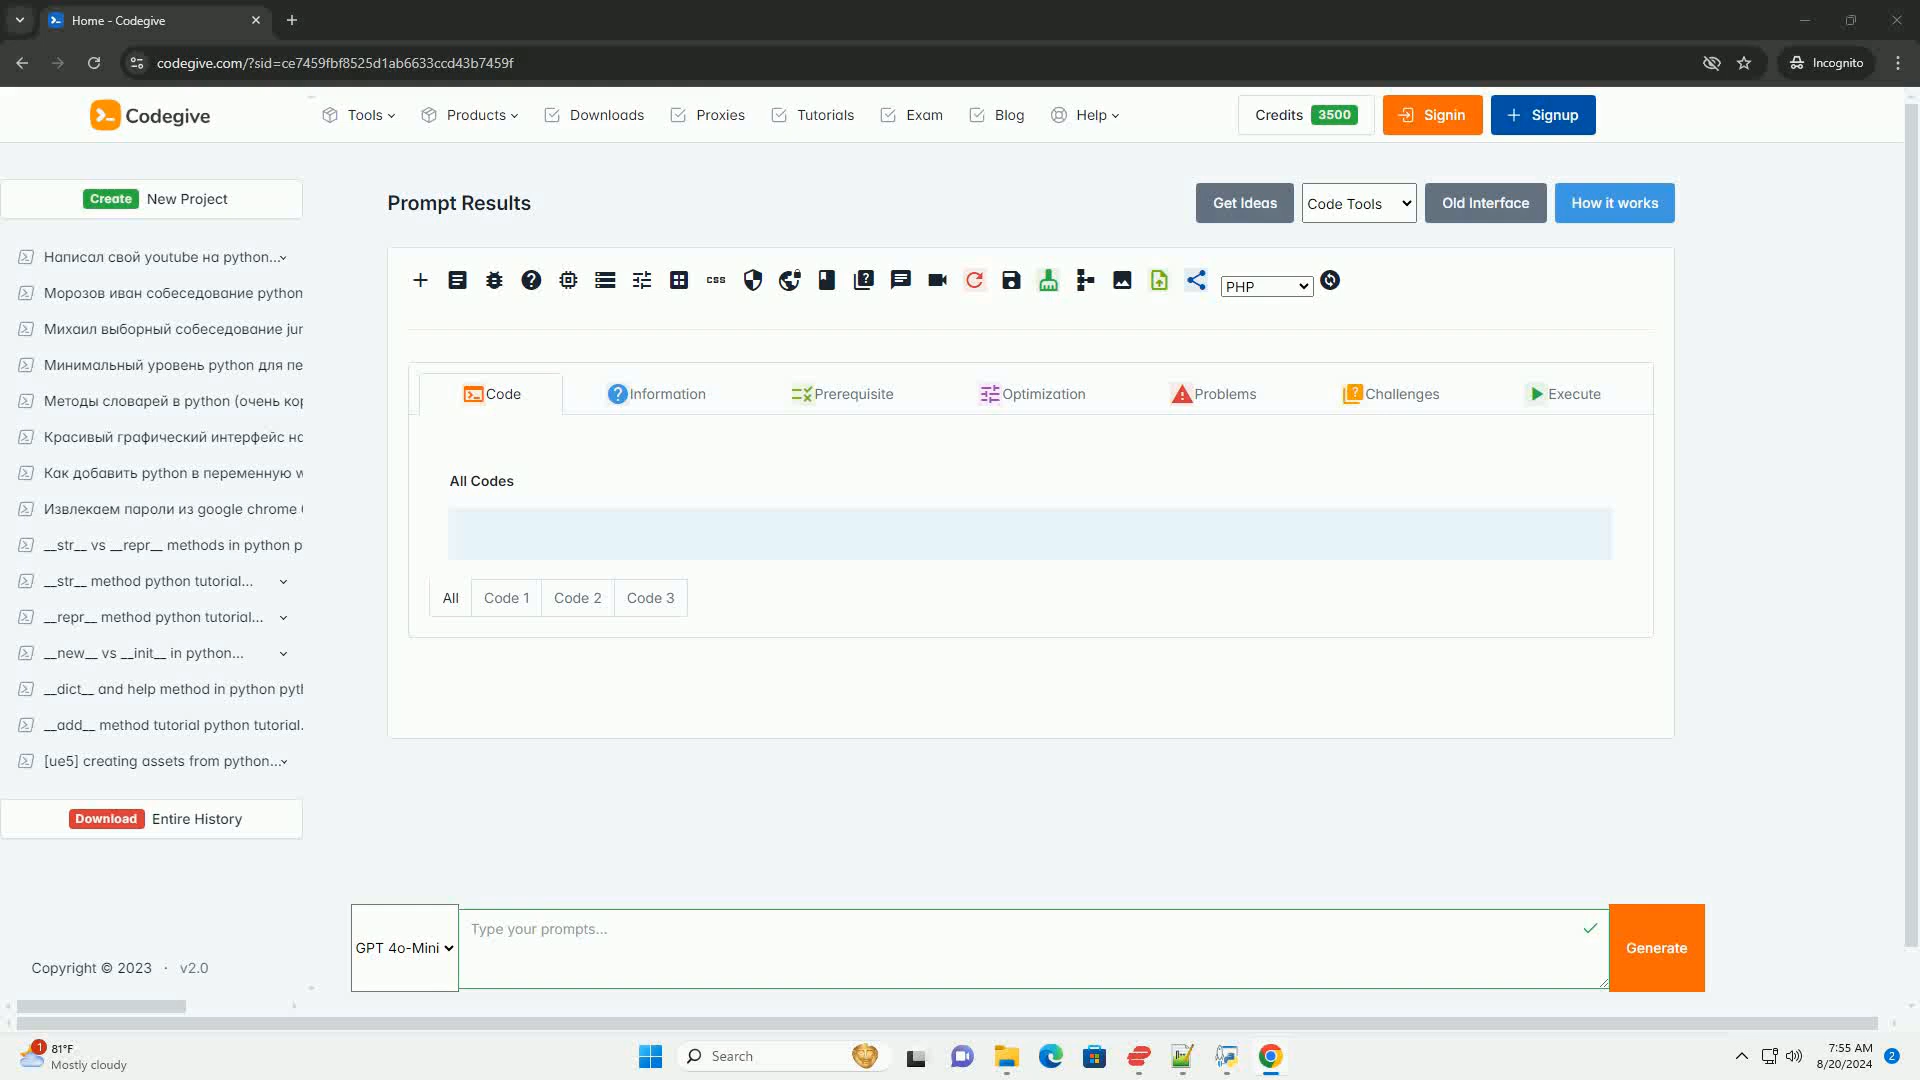 Home - Codegive
codegive.com/?sid=ce7459fbf8525d1ab6633ccd43b7459f
Incognito
Codegive
Tools
Products
Downloads
Proxies
Tutorials
Exam
Blog
Help
Credits 3500
Signin
Signup
Create New Project
Написал свой youtube на python...
Морозов иван собеседование python
Михаил выборный собеседование jur
Минимальный уровень python для пе
Методы словарей в python (очень кор
Красивый графический интерфейс на
Как добавить python в переменную w
Извлекаем пароли из google chrome
__str__ vs __repr__ methods in python p
__str__ method python tutorial...
__repr__ method python tutorial...
__new__ vs __init__ in python...
__dict__ and help method in python pyt
__add__ method tutorial python tutorial.
[ue5] creating assets from python...
Download Entire History
Copyright © 2023 · v2.0
Prompt Results
Get Ideas
Code Tools
Old Interface
How it works
css
PHP
Code
Information
Prerequisite
Optimization
Problems
Challenges
Execute
All Codes
All
Code 1
Code 2
Code 3
GPT 4o-Mini
Type your prompts...
Generate
1
81°F
Mostly cloudy
Search
7:55 AM
8/20/2024
2